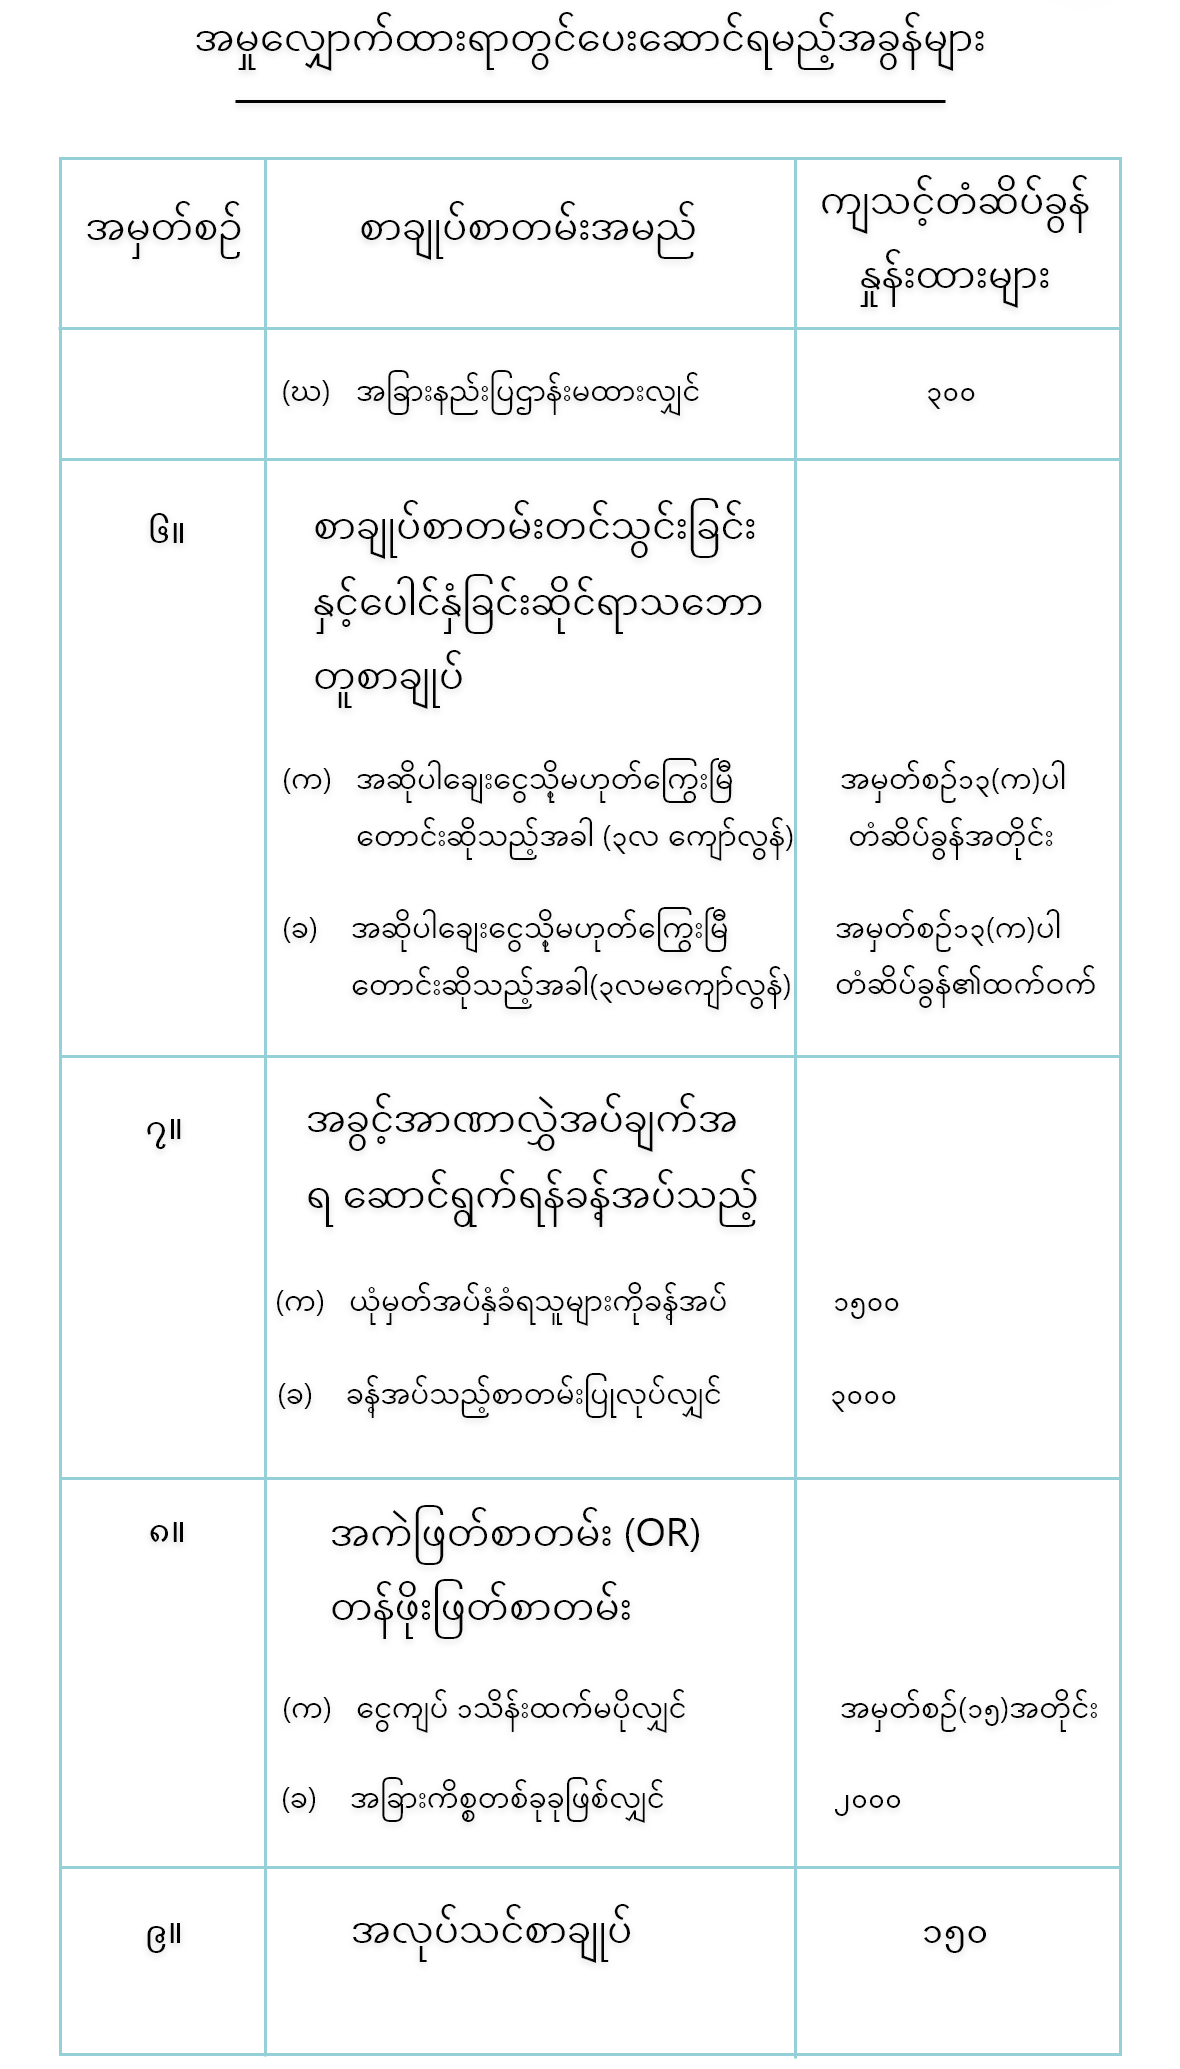 အမှုလျှောက်ထားရာတွင်ပေးဆောင်ရမည့်အခွန်များ
အမှတ်စဉ်
စာချုပ်စာတမ်းအမည်
ကျသင့်တံဆိပ်ခွန်
နှုန်းထားများ
(ဃ) အခြားနည်းပြဌာန်းမထားလျှင် ၃၀၀
၆။ စာချုပ်စာတမ်းတင်သွင်းခြင်း
နှင့်ပေါင်နှံခြင်းဆိုင်ရာသဘော
တူစာချုပ်
(က) အဆိုပါချေးငွေသို့မဟုတ်ကြွေးမြီ အမှတ်စဉ်၁၃(က)ပါ
တောင်းဆိုသည့်အခါ (၃လ ကျော်လွန်) တံဆိပ်ခွန်အတိုင်း
(ခ) အဆိုပါချေးငွေသို့မဟုတ်ကြွေးမြီ အမှတ်စဉ်၁၃(က)ပါ
တောင်းဆိုသည့်အခါ(၃လမကျော်လွန်) တံဆိပ်ခွန်၏ထက်ဝက်
၇။ အခွင့်အာဏာလွှဲအပ်ချက်အ
ရ ဆောင်ရွက်ရန်ခန့်အပ်သည့်
(က) ယုံမှတ်အပ်နှံခံရသူများကိုခန့်အပ် ၁၅၀၀
(ခ) ခန့်အပ်သည့်စာတမ်းပြုလုပ်လျှင် ၃၀၀၀
၈။ အကဲဖြတ်စာတမ်း (OR)
တန်ဖိုးဖြတ်စာတမ်း
(က) ငွေကျပ် ၁သိန်းထက်မပိုလျှင် အမှတ်စဉ်(၁၅)အတိုင်း
(ခ) အခြားကိစ္စတစ်ခုခုဖြစ်လျှင် ၂၀၀၀
၉။ အလုပ်သင်စာချုပ် ၁၅၀